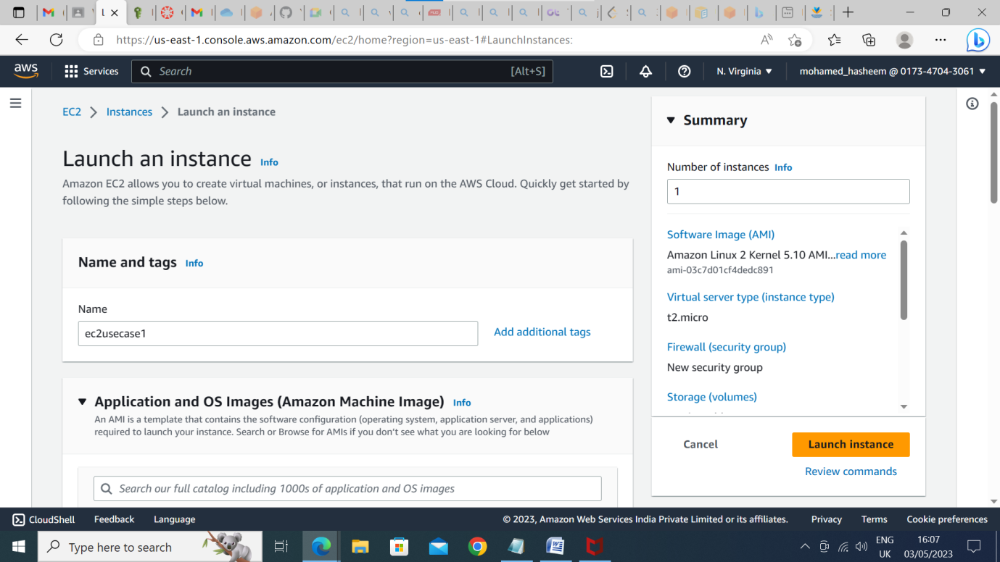 https://us-east-1.console.aws.amazon.com/ec2/home?region=us-east-1#LaunchInstances:
aws
Services
Search
[Alt+S]
N. Virginia
mohamed_hasheem @ 0173-4704-3061
EC2 > Instances > Launch an instance
Launch an instance Info
Amazon EC2 allows you to create virtual machines, or instances, that run on the AWS Cloud. Quickly get started by
following the simple steps below.
Name and tags Info
Name
ec2usecase1
Add additional tags
Application and OS Images (Amazon Machine Image) Info
An AMI is a template that contains the software configuration (operating system, application server, and applications)
required to launch your instance. Search or Browse for AMIs if you don't see what you are looking for below
Search our full catalog including 1000s of application and OS images
Summary
Number of instances Info
1
Software Image (AMI)
Amazon Linux 2 Kernel 5.10 AMI...read more
ami-03c7d01cf4dedc891
Virtual server type (instance type)
t2.micro
Firewall (security group)
New security group
Storage (volumes)
Cancel
Launch instance
Review commands
CloudShell
Feedback
Language
© 2023, Amazon Web Services India Private Limited or its affiliates.
Privacy
Terms
Cookie preferences
Type here to search
ENG
UK
16:07
03/05/2023